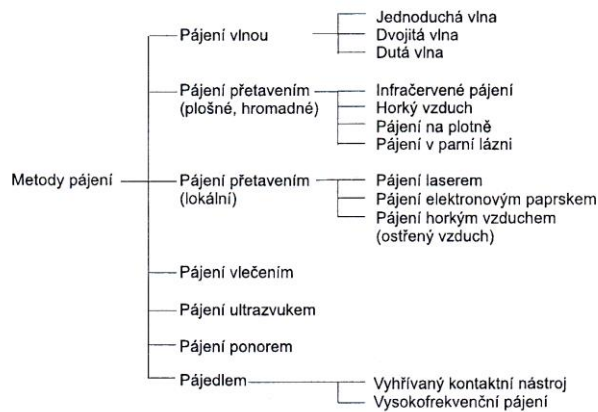 Metody pájení
Pájení vlnou
Jednoduchá vlna
Dvojitá vlna
Dutá vlna
Pájení přetavením
(plošné, hromadné)
Infračervené pájení
Horký vzduch
Pájení na plotně
Pájení v parní lázni
Pájení přetavením
(lokální)
Pájení laserem
Pájení elektronovým paprskem
Pájení horkým vzduchem
(ostřený vzduch)
Pájení vlečením
Pájení ultrazvukem
Pájení ponorem
Pájedlem
Vyhřívaný kontaktní nástroj
Vysokofrekvenční pájení